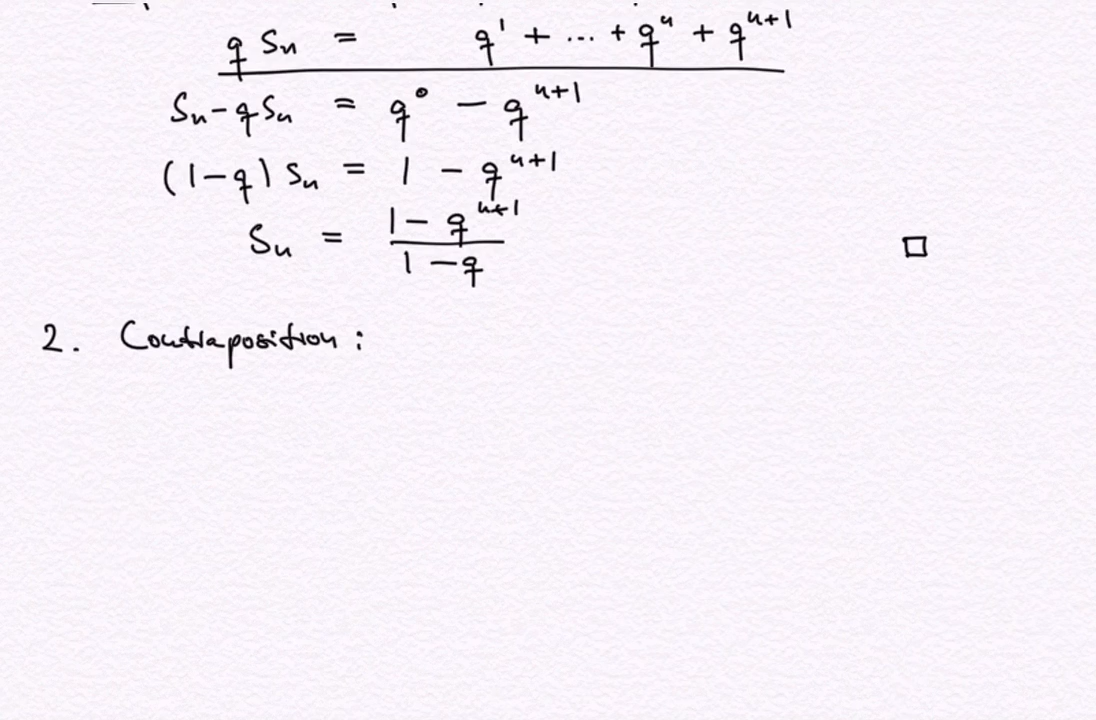 q Sn = q¹ + ... + qⁿ + qⁿ⁺¹
Sn - qSn = q⁰ - qⁿ⁺¹
(1-q) Sn = 1 - qⁿ⁺¹
Sn = (1 - qⁿ⁺¹)/(1 - q) □
2. Contraposition: